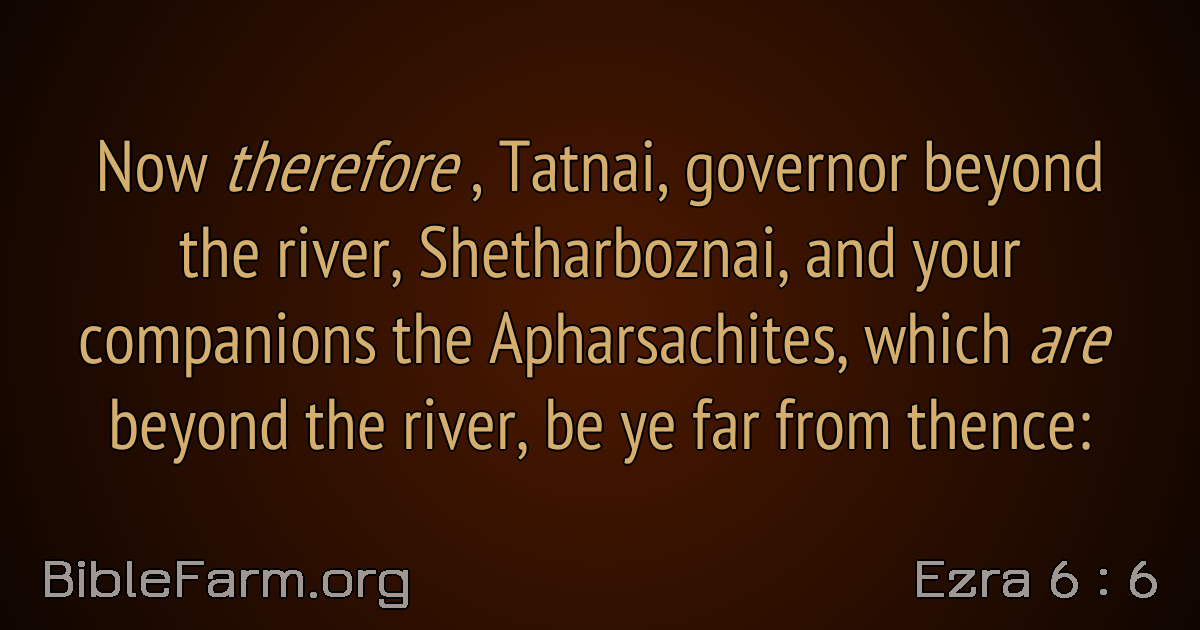 Now therefore , Tatnai, governor beyond
the river, Shetharboznai, and your
companions the Apharsachites, which are
beyond the river, be ye far from thence:
BibleFarm.org
Ezra 6 : 6